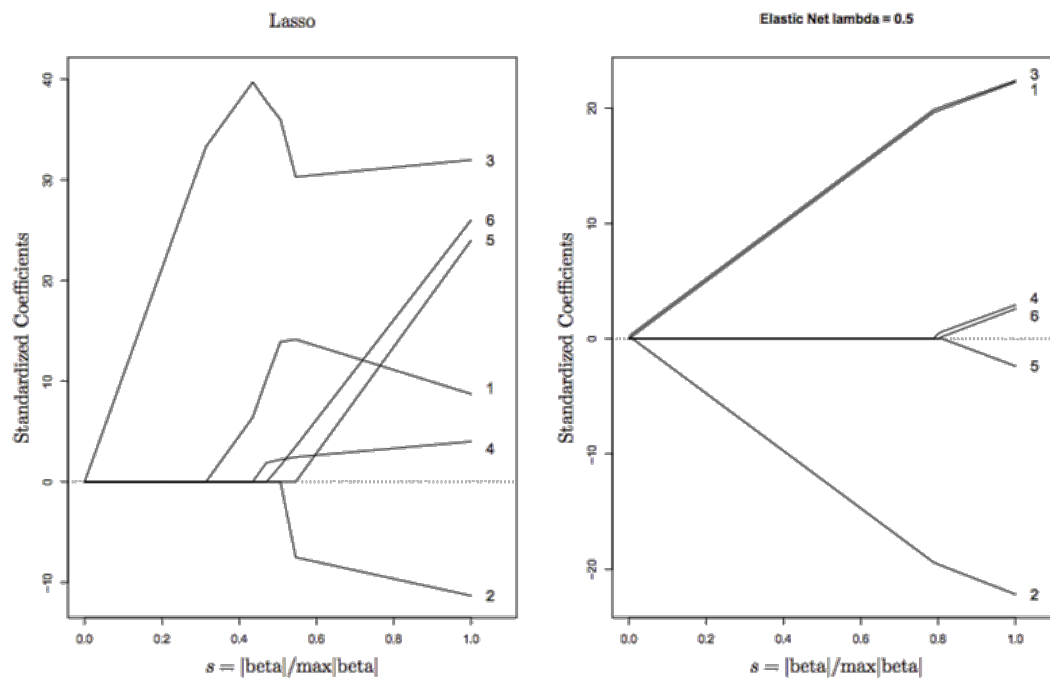 Lasso
Standardized Coefficients
40
30
20
10
0
−10
3
6
5
1
4
2
0.0 0.2 0.4 0.6 0.8 1.0
s = |beta|/max|beta|
Elastic Net lambda = 0.5
Standardized Coefficients
20
10
0
−10
−20
3
1
4
6
5
2
0.0 0.2 0.4 0.6 0.8 1.0
s = |beta|/max|beta|